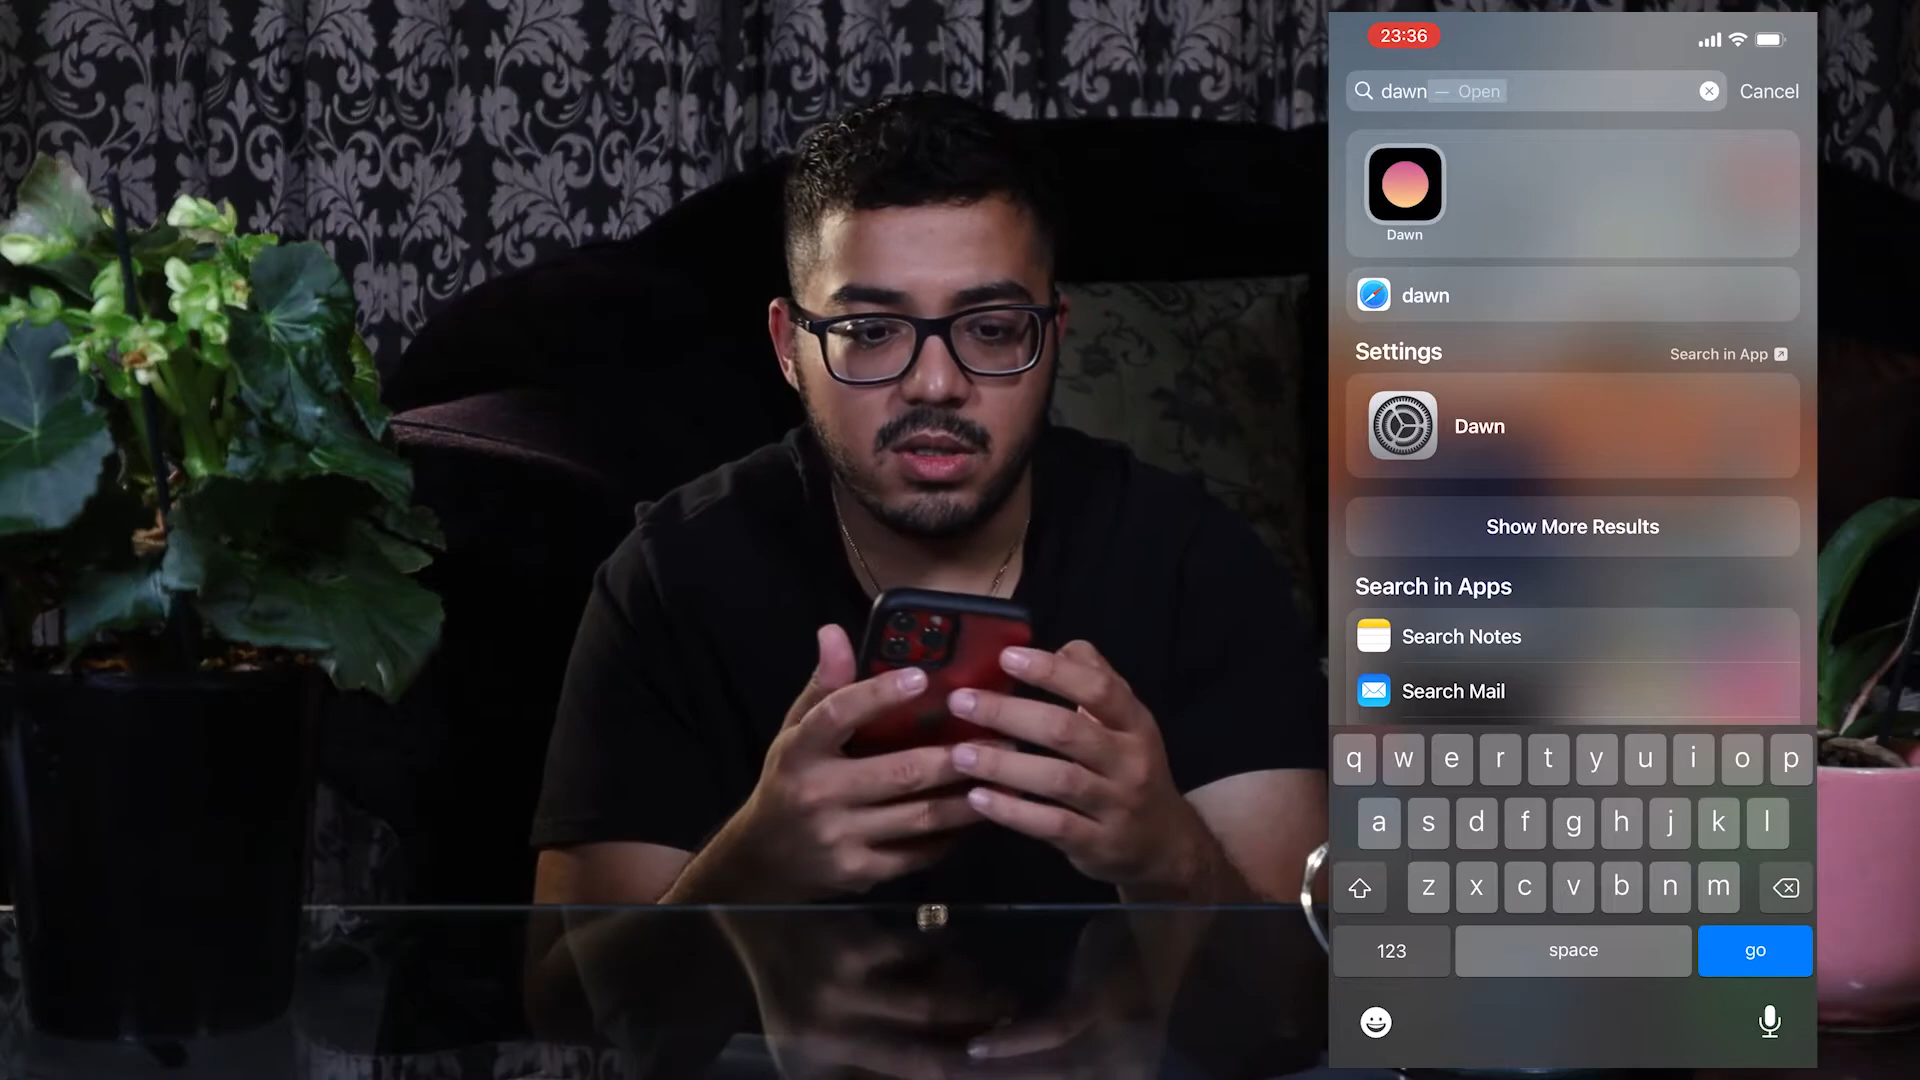 23:36
dawn — Open
Cancel
Dawn
dawn
Settings
Search in App
Dawn
Show More Results
Search in Apps
Search Notes
Search Mail
q w e r t y u i o p
a s d f g h j k l
z x c v b n m
123 space go